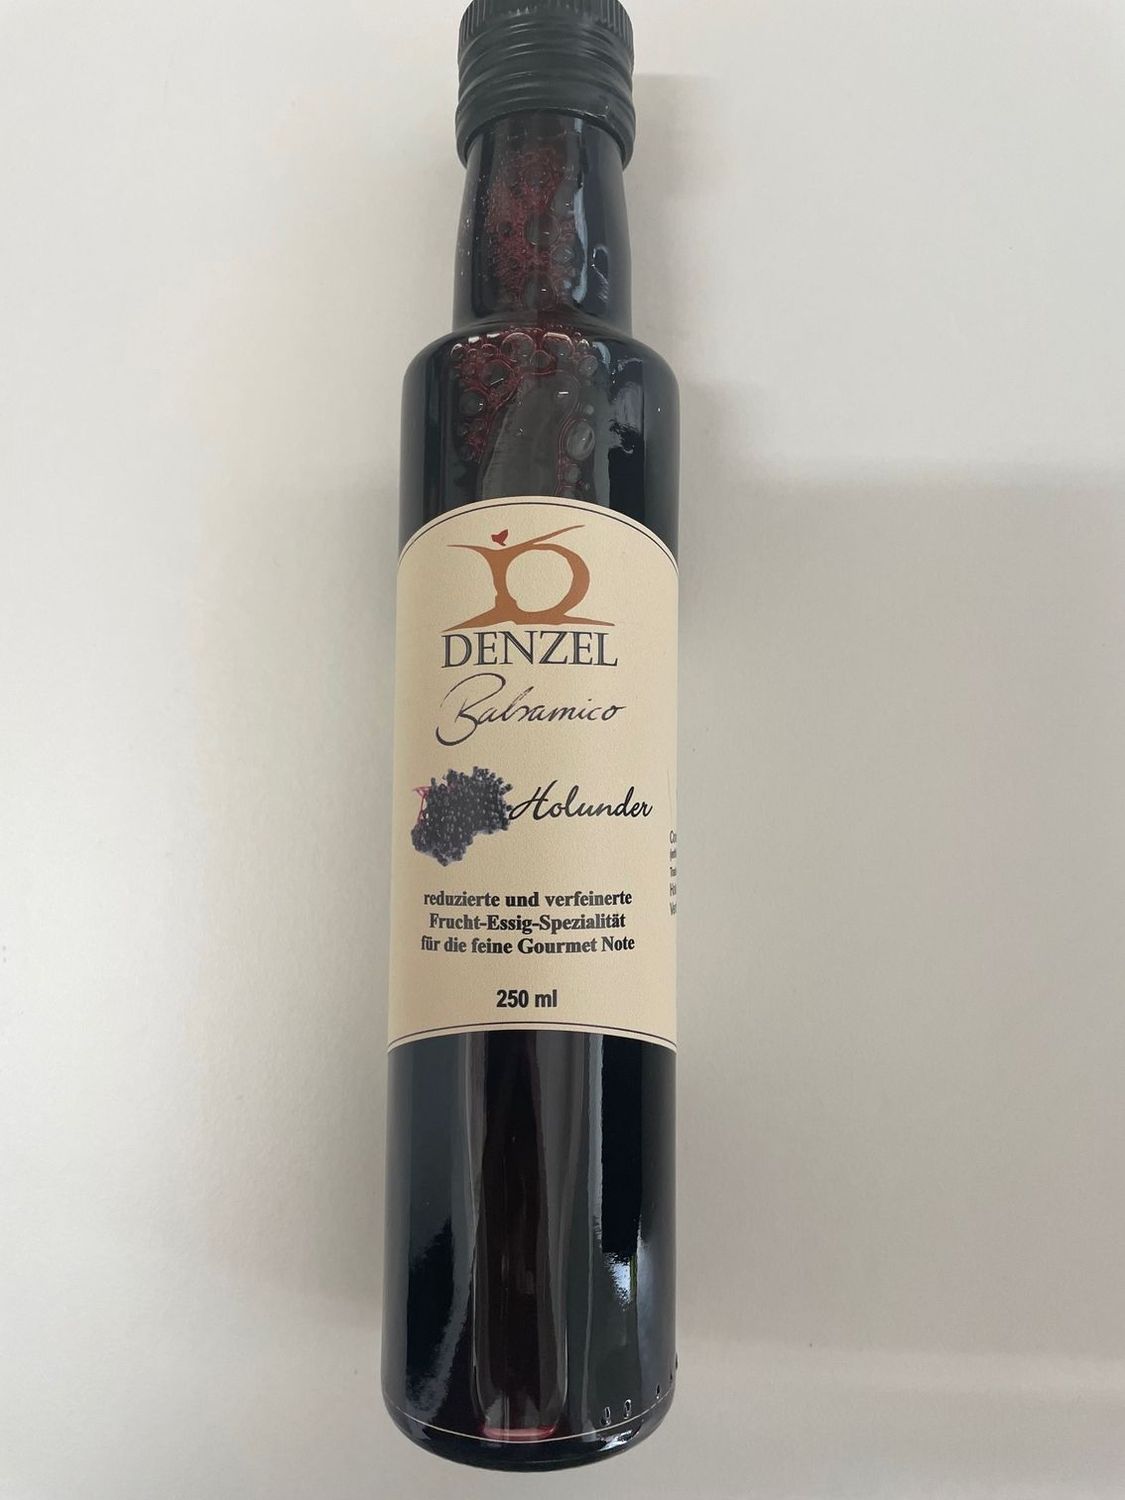 DENZEL
Balsamico
Holunder
reduzierte und verfeinerte
Frucht-Essig-Spezialität
für die feine Gourmet Note
250 ml